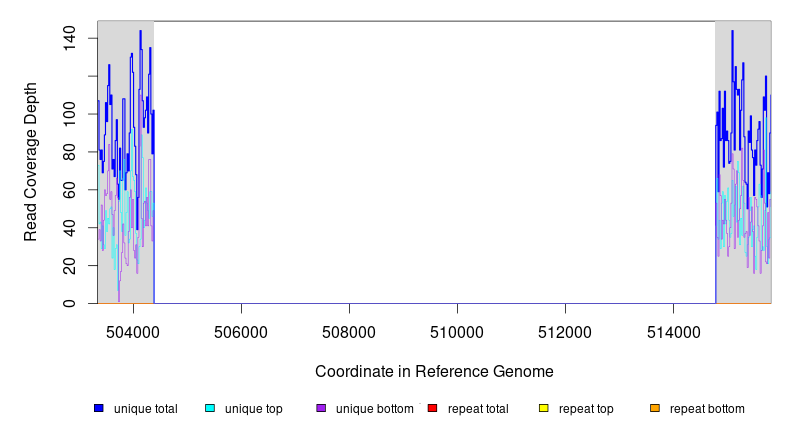 Read Coverage Depth
140
100
80
60
40
20
0
504000 506000 508000 510000 512000 514000
Coordinate in Reference Genome
unique total unique top unique bottom repeat total repeat top repeat bottom